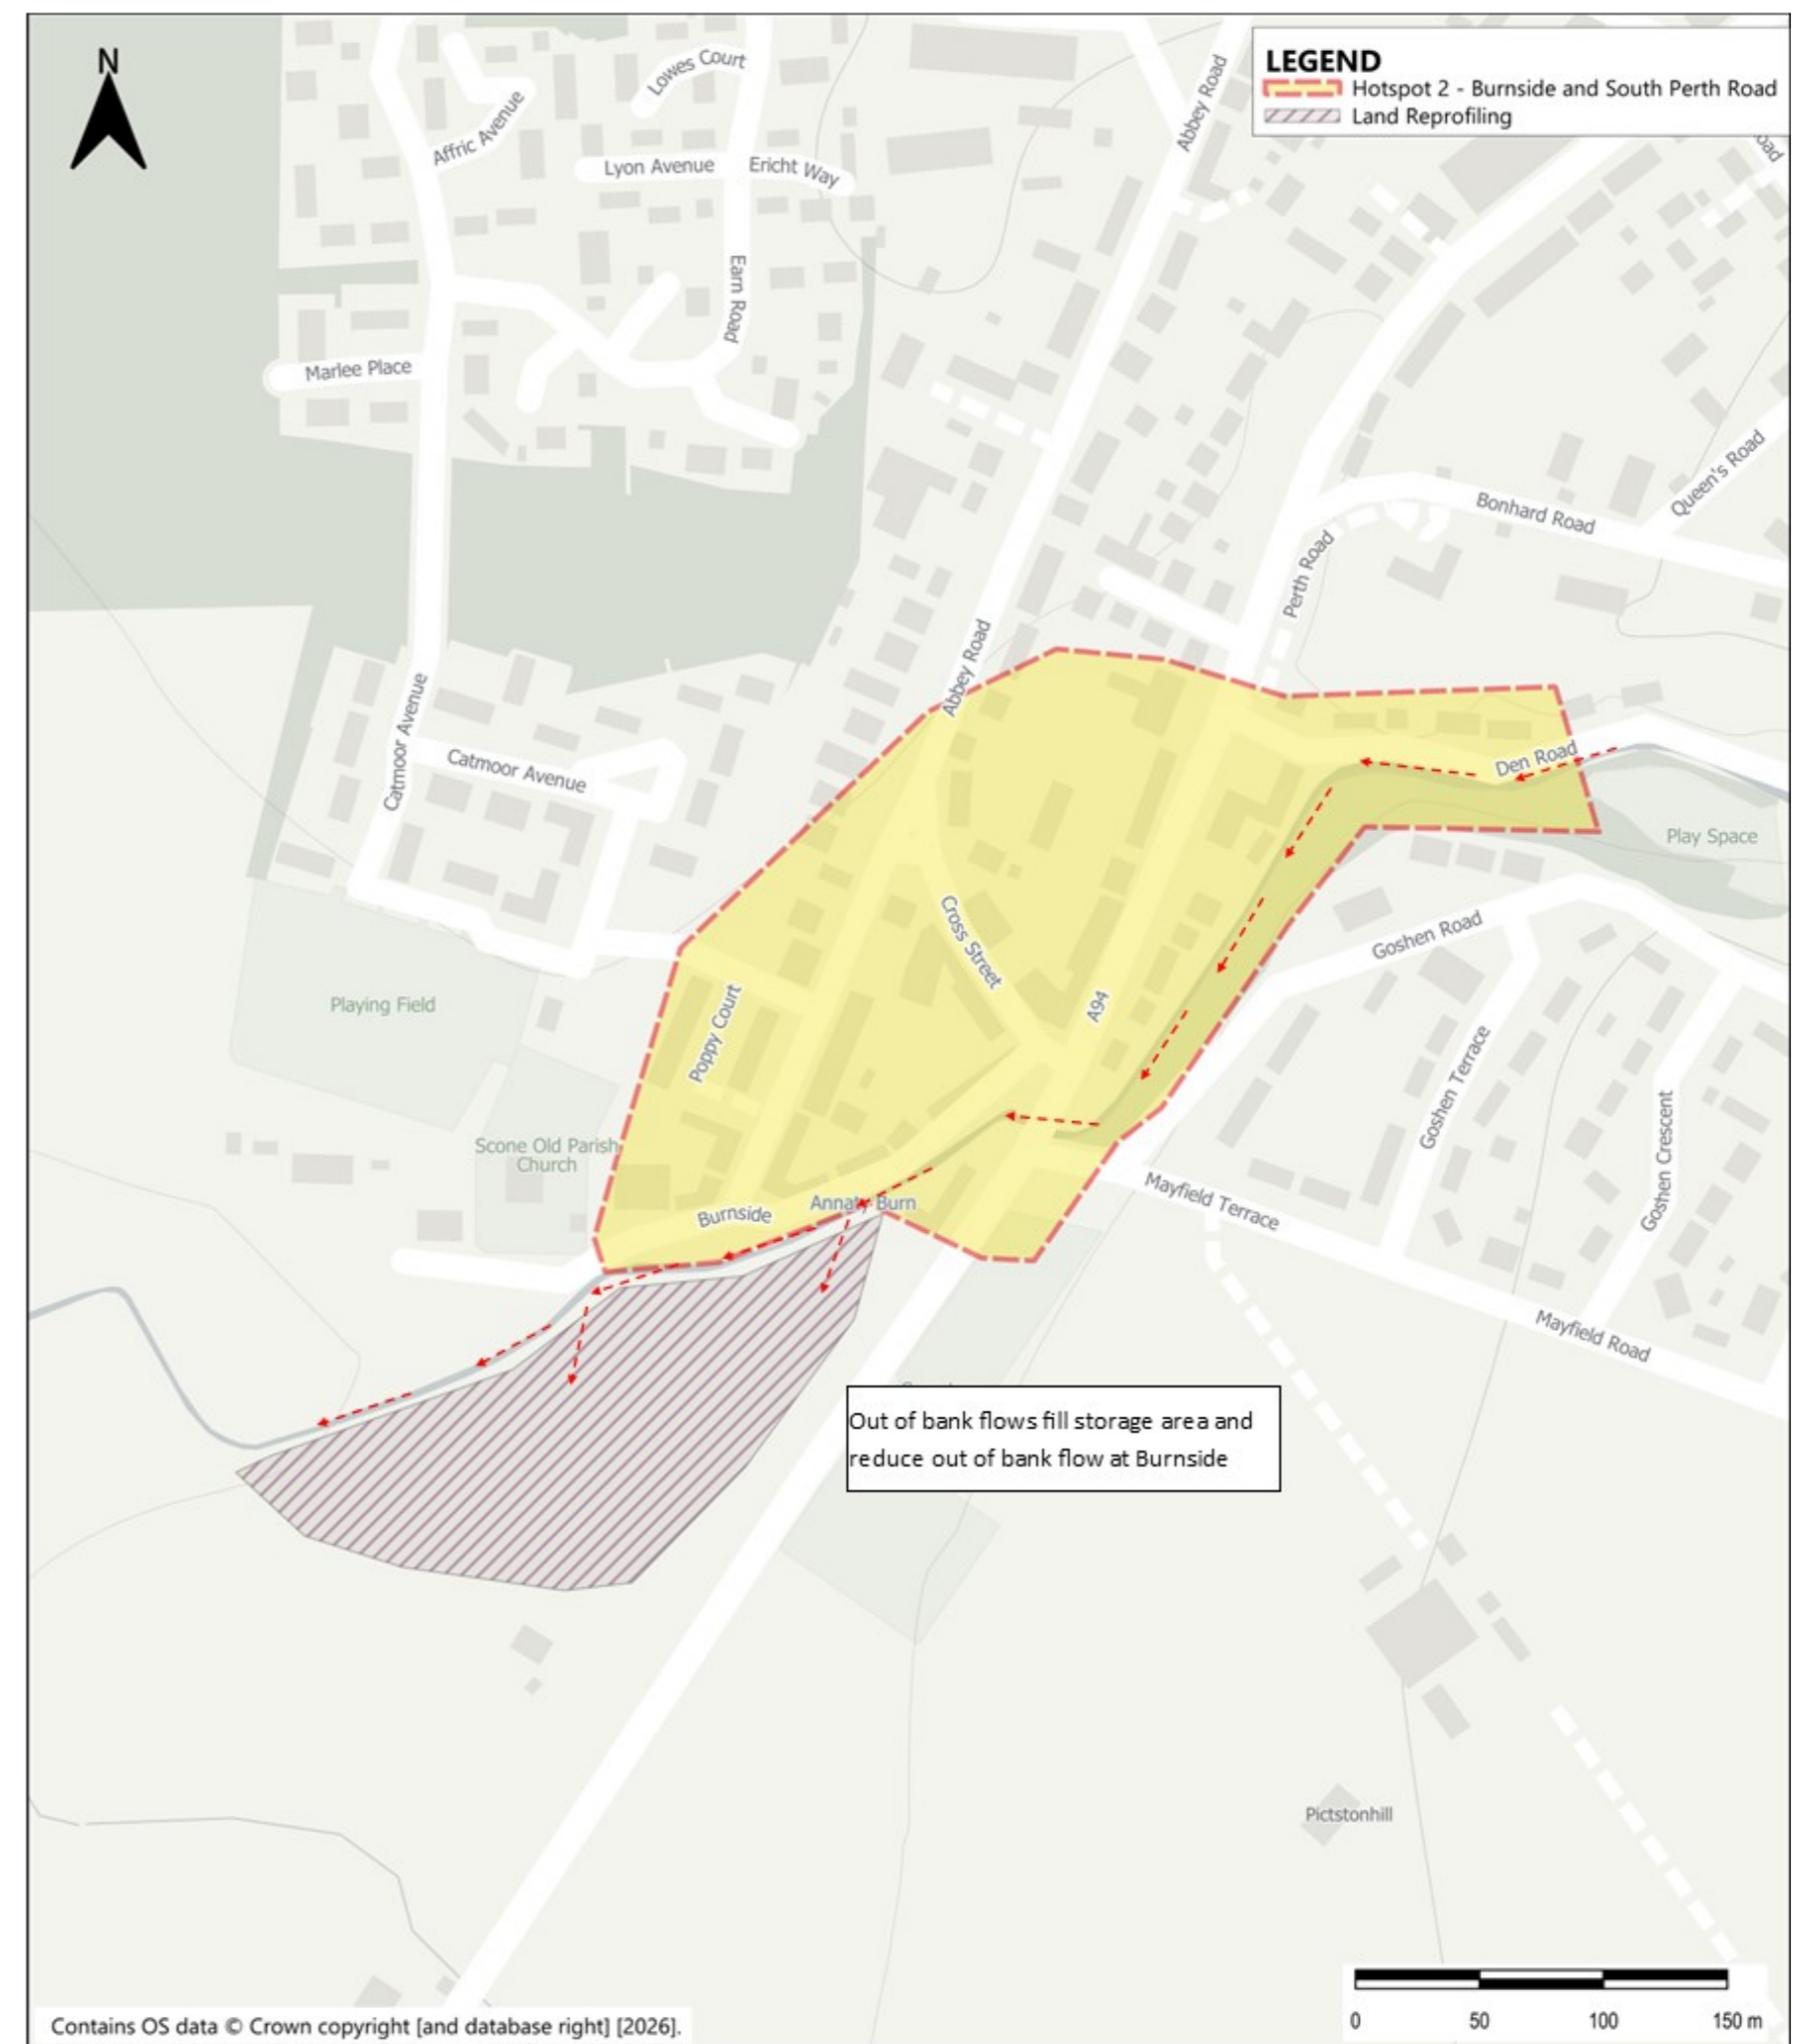 N
LEGEND
Hotspot 2 - Burnside and South Perth Road
Land Reprofiling
Lowes Court
Affric Avenue
Lyon Avenue
Ericht Way
Abbey Road
Earn Road
Marlee Place
Queen's Road
Bonhard Road
Perth Road
Abbey Road
Catmoor Avenue
Catmoor Avenue
Den Road
Play Space
Cross Street
Goshen Road
Playing Field
Poppy Court
A94
Goshen Terrace
Goshen Crescent
Scone Old Parish
Church
Mayfield Terrace
Annaty Burn
Burnside
Mayfield Road
Out of bank flows fill storage area and
reduce out of bank flow at Burnside
Pictstonhill
0 50 100 150 m
Contains OS data © Crown copyright [and database right] [2026].